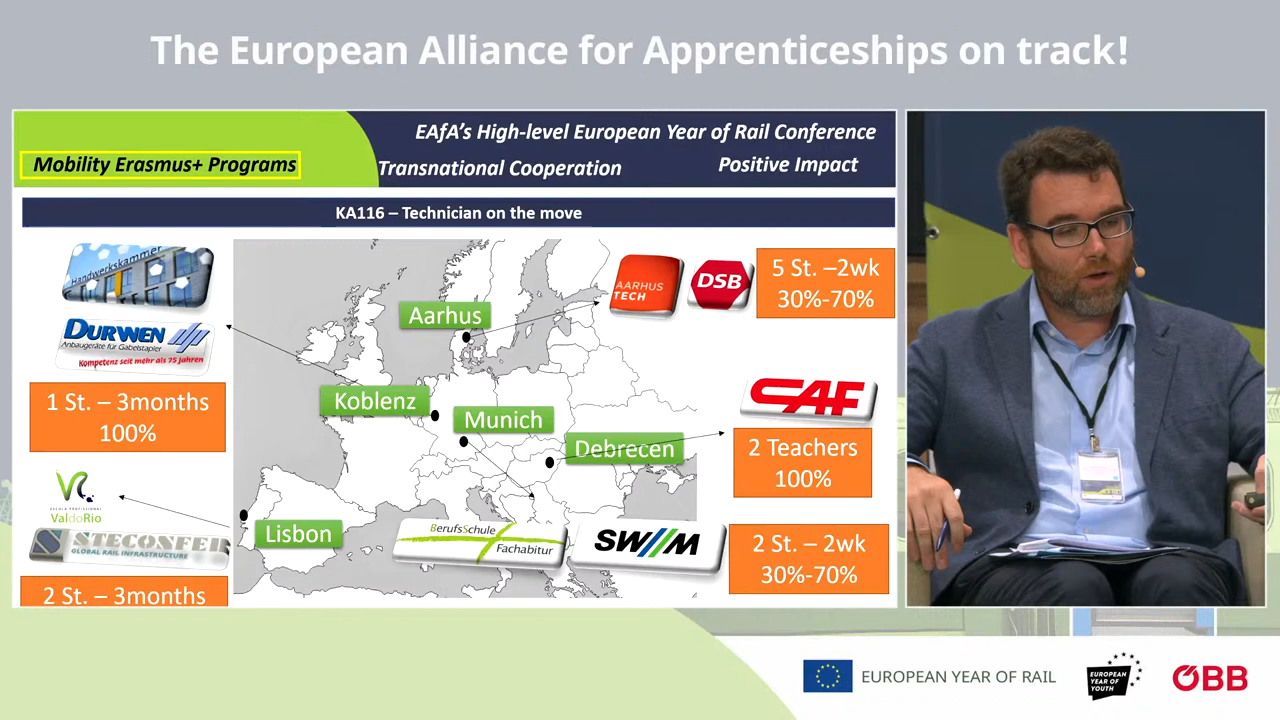 The European Alliance for Apprenticeships on track!
EAfA's High-level European Year of Rail Conference
Mobility Erasmus+ Programs
Transnational Cooperation
Positive Impact
KA116 – Technician on the move
Handwerkskammer
DURWEN
Anbaugeräte für Gabelstapler
Kompetenz seit mehr als 75 Jahren
1 St. – 3months
100%
ESCOLA PROFISSIONAL
ValdoRio
STECONFER
GLOBAL RAIL INFRASTRUCTURE
2 St. – 3months
Aarhus
Koblenz
Munich
Debrecen
Lisbon
BerufsSchule
Fachabitur
SW//M
AARHUS
TECH
DSB
5 St. –2wk
30%-70%
CAF
2 Teachers
100%
2 St. – 2wk
30%-70%
EUROPEAN YEAR OF RAIL
EUROPEAN
YEAR OF
YOUTH
ÖBB